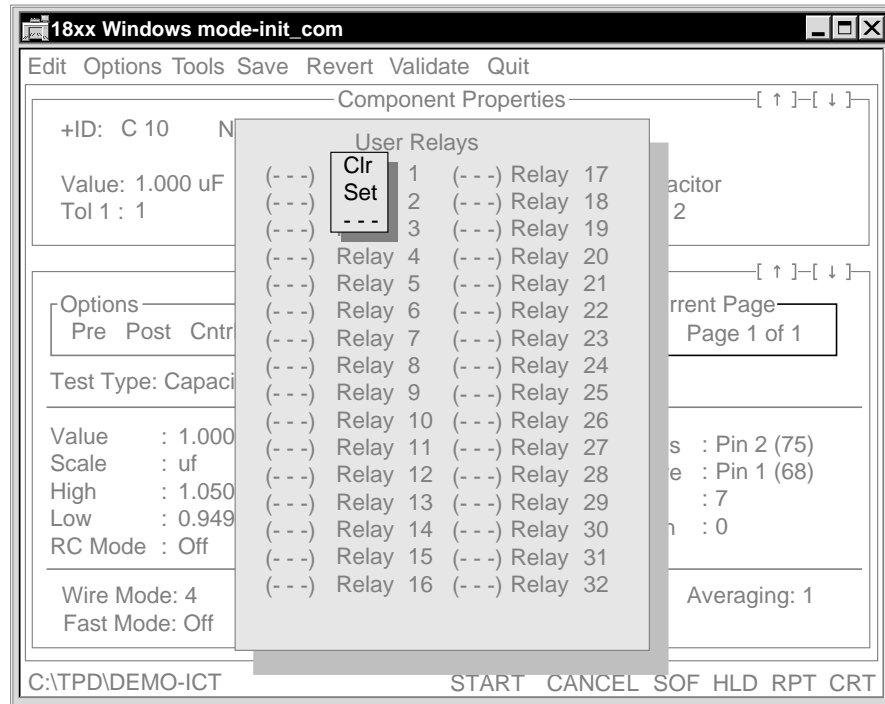 18xx Windows mode-init_com
Edit Options Tools Save Revert Validate Quit
Component Properties [ ↑ ]–[ ↓ ]
+ID: C 10 N
Value: 1.000 uF acitor
Tol 1 : 1 2
User Relays
Clr
Set
- - -
(- - -) 1 (- - -) Relay 17
(- - -) 2 (- - -) Relay 18
(- - -) 3 (- - -) Relay 19
(- - -) Relay 4 (- - -) Relay 20
(- - -) Relay 5 (- - -) Relay 21
(- - -) Relay 6 (- - -) Relay 22
(- - -) Relay 7 (- - -) Relay 23
(- - -) Relay 8 (- - -) Relay 24
(- - -) Relay 9 (- - -) Relay 25
(- - -) Relay 10 (- - -) Relay 26
(- - -) Relay 11 (- - -) Relay 27
(- - -) Relay 12 (- - -) Relay 28
(- - -) Relay 13 (- - -) Relay 29
(- - -) Relay 14 (- - -) Relay 30
(- - -) Relay 15 (- - -) Relay 31
(- - -) Relay 16 (- - -) Relay 32
[ ↑ ]–[ ↓ ]
Options rrent Page
Pre Post Cntrl Page 1 of 1
Test Type: Capaci
Value : 1.000 s : Pin 2 (75)
Scale : uf e : Pin 1 (68)
High : 1.050 : 7
Low : 0.949 n : 0
RC Mode : Off
Wire Mode: 4 Averaging: 1
Fast Mode: Off
C:\TPD\DEMO-ICT START CANCEL SOF HLD RPT CRT